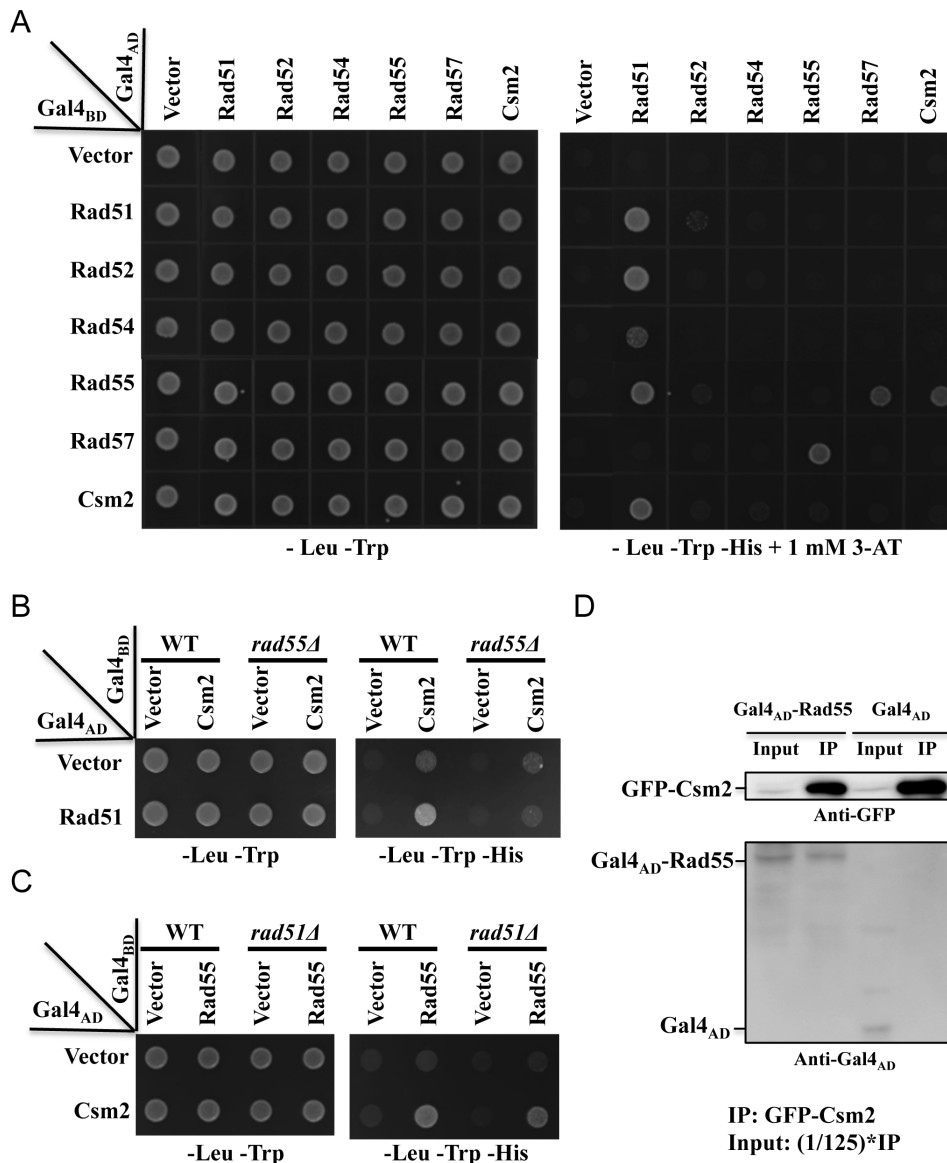 A
Gal4AD
Gal4BD
Vector Rad51 Rad52 Rad54 Rad55 Rad57 Csm2
Vector Rad51 Rad52 Rad54 Rad55 Rad57 Csm2
Vector
Rad51
Rad52
Rad54
Rad55
Rad57
Csm2
- Leu -Trp
- Leu -Trp -His + 1 mM 3-AT
B
Gal4BD
Gal4AD
WT rad55Δ WT rad55Δ
Vector Csm2 Vector Csm2 Vector Csm2 Vector Csm2
Vector
Rad51
-Leu -Trp
-Leu -Trp -His
C
Gal4BD
Gal4AD
WT rad51Δ WT rad51Δ
Vector Rad55 Vector Rad55 Vector Rad55 Vector Rad55
Vector
Csm2
-Leu -Trp
-Leu -Trp -His
D
Gal4AD-Rad55 Gal4AD
Input IP Input IP
GFP-Csm2
Anti-GFP
Gal4AD-Rad55
Gal4AD
Anti-Gal4AD
IP: GFP-Csm2
Input: (1/125)*IP